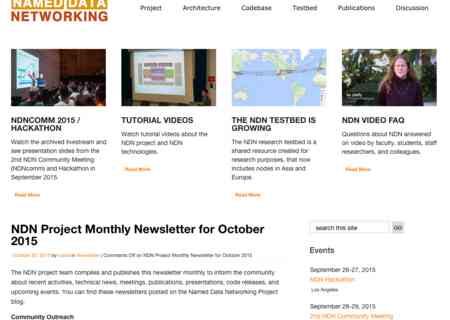 NAMED DATA
NETWORKING
Project Architecture Codebase Testbed Publications Discussion
NDNCOMM 2015 /
HACKATHON
Watch the archived livestream and
see presentation slides from the
2nd NDN Community Meeting
(NDNcomm) and Hackathon in
September 2015
Read More
TUTORIAL VIDEOS
Watch tutorial videos about the
NDN project and NDN
technologies.
Read More
THE NDN TESTBED IS
GROWING
The NDN research testbed is a
shared resource created for
research purposes, that now
includes nodes in Asia and
Europe.
Read More
NDN VIDEO FAQ
Questions about NDN answered
on video by faculty, students, staff
researchers, and colleagues.
Read More
NDN Project Monthly Newsletter for October
2015
by in Newsletter / Comments Off on NDN Project Monthly Newsletter for October 2015
The NDN project team compiles and publishes this newsletter monthly to inform the community
about recent activities, technical news, meetings, publications, presentations, code releases, and
upcoming events. You can find these newsletters posted on the Named Data Networking Project
blog.
Community Outreach
search this site GO
Events
September 26-27, 2015
NDN Hackathon
Los Angeles
September 28-29, 2015
2nd NDN Community Meeting